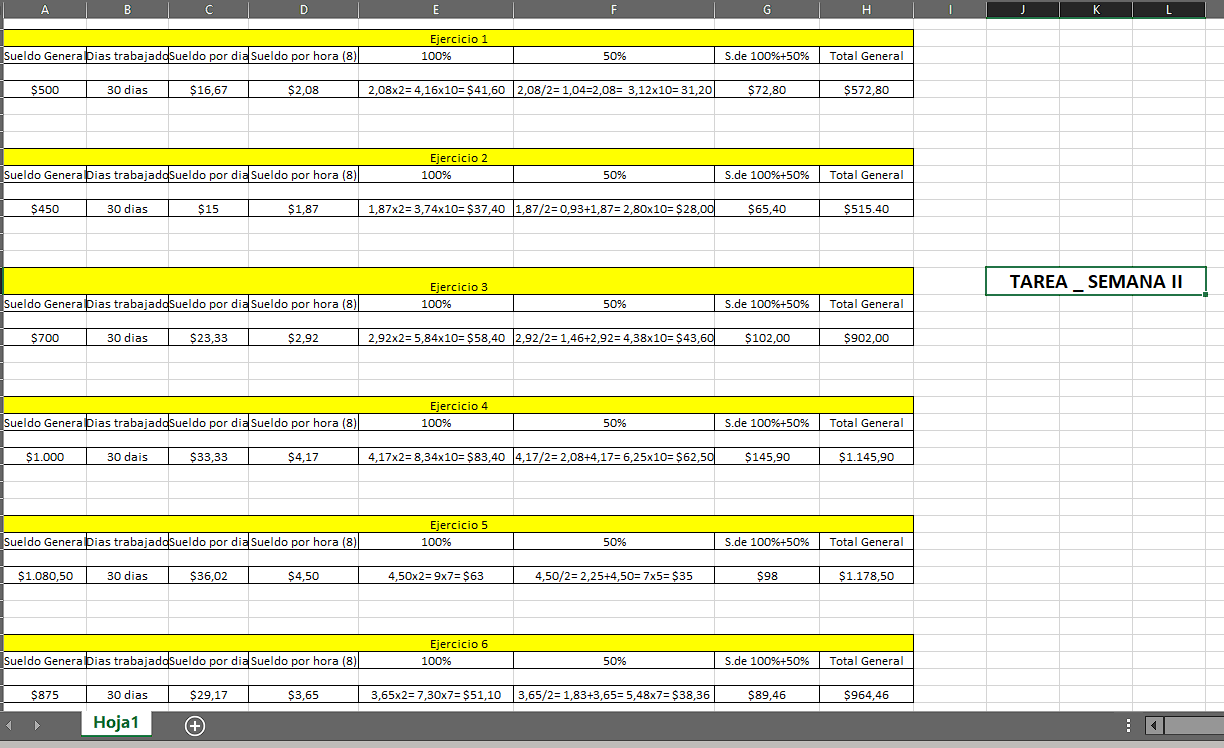 A B C D E F G H I J K L
Ejercicio 1
Sueldo General Dias trabajado Sueldo por dia Sueldo por hora (8) 100% 50% S.de 100%+50% Total General
$500 30 dias $16,67 $2,08 2,08x2= 4,16x10= $41,60 2,08/2= 1,04=2,08= 3,12x10= 31,20 $72,80 $572,80
Ejercicio 2
Sueldo General Dias trabajado Sueldo por dia Sueldo por hora (8) 100% 50% S.de 100%+50% Total General
$450 30 dias $15 $1,87 1,87x2= 3,74x10= $37,40 1,87/2= 0,93+1,87= 2,80x10= $28,00 $65,40 $515.40
Ejercicio 3
TAREA _ SEMANA II
Sueldo General Dias trabajado Sueldo por dia Sueldo por hora (8) 100% 50% S.de 100%+50% Total General
$700 30 dias $23,33 $2,92 2,92x2= 5,84x10= $58,40 2,92/2= 1,46+2,92= 4,38x10= $43,60 $102,00 $902,00
Ejercicio 4
Sueldo General Dias trabajado Sueldo por dia Sueldo por hora (8) 100% 50% S.de 100%+50% Total General
$1.000 30 dais $33,33 $4,17 4,17x2= 8,34x10= $83,40 4,17/2= 2,08+4,17= 6,25x10= $62,50 $145,90 $1.145,90
Ejercicio 5
Sueldo General Dias trabajado Sueldo por dia Sueldo por hora (8) 100% 50% S.de 100%+50% Total General
$1.080,50 30 dias $36,02 $4,50 4,50x2= 9x7= $63 4,50/2= 2,25+4,50= 7x5= $35 $98 $1.178,50
Ejercicio 6
Sueldo General Dias trabajado Sueldo por dia Sueldo por hora (8) 100% 50% S.de 100%+50% Total General
$875 30 dias $29,17 $3,65 3,65x2= 7,30x7= $51,10 3,65/2= 1,83+3,65= 5,48x7= $38,36 $89,46 $964,46
Hoja1